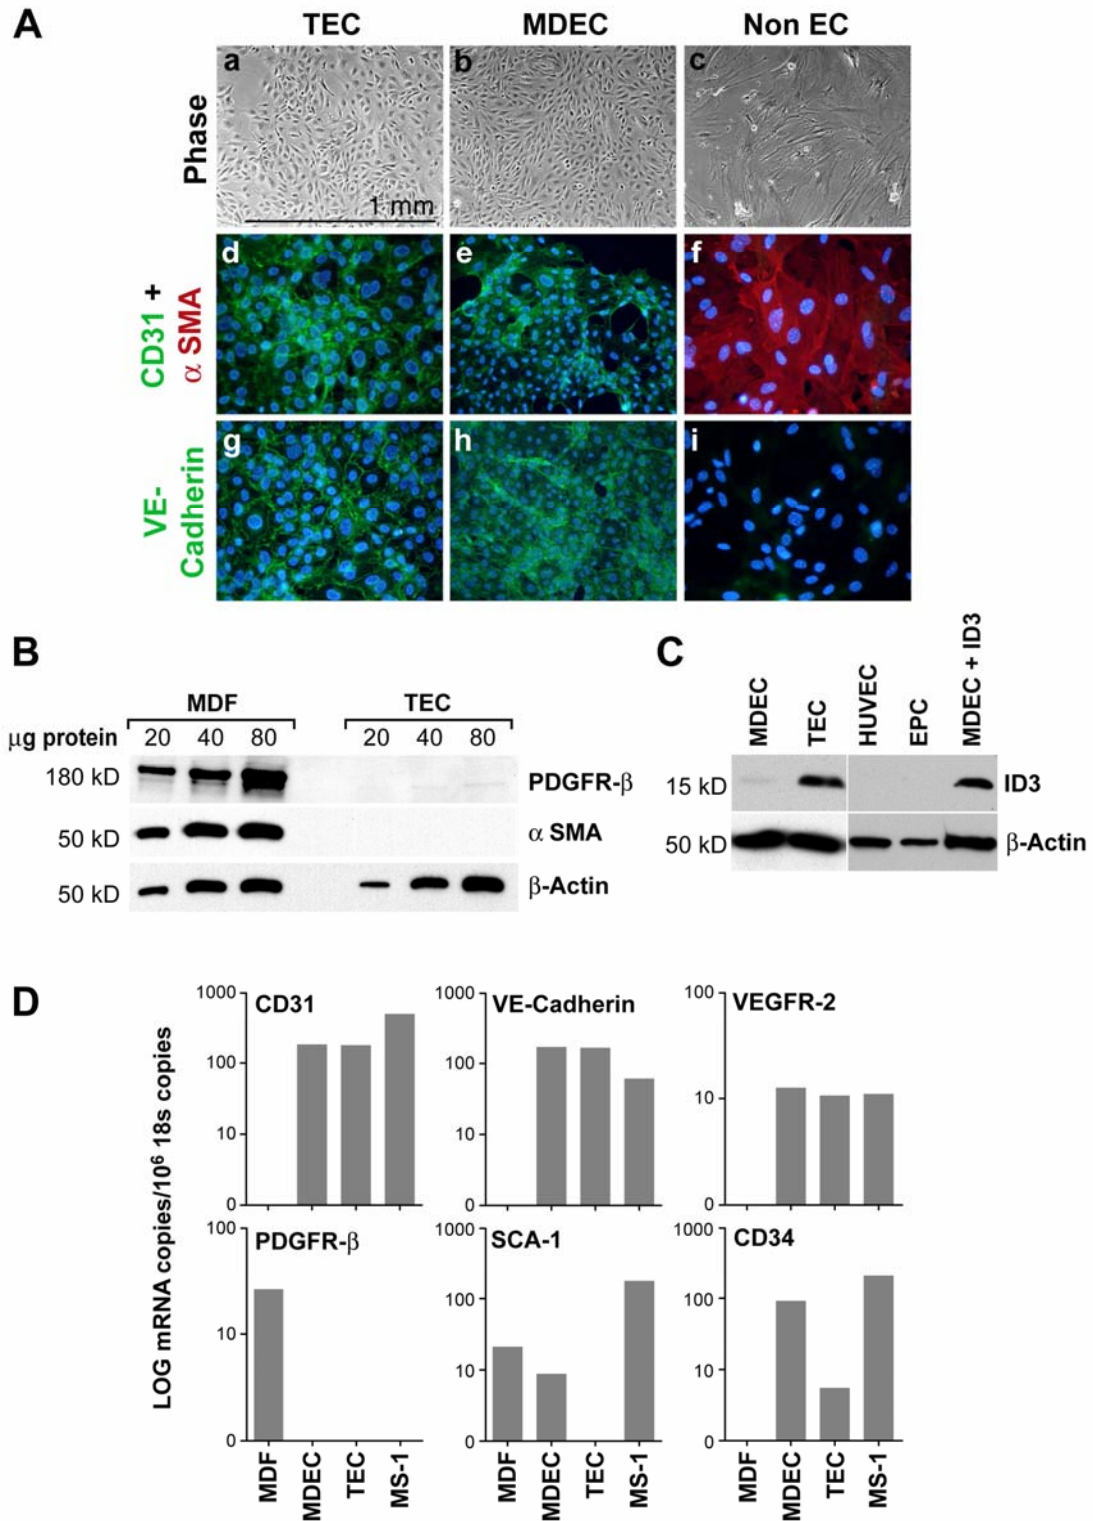 A
TEC MDEC Non EC
Phase
a b c
1 mm
CD31 +
α SMA
d e f
VE-
Cadherin
g h i
B
MDF TEC
µg protein 20 40 80 20 40 80
180 kD PDGFR-β
50 kD α SMA
50 kD β-Actin
C
MDEC TEC HUVEC EPC MDEC + ID3
15 kD ID3
50 kD β-Actin
D
LOG mRNA copies/10⁶ 18s copies
CD31 VE-Cadherin VEGFR-2
1000 1000 100
100 100 10
10 10
0 0 0
PDGFR-β SCA-1 CD34
100 1000 1000
10 100 100
10 10
0 0 0
MDF MDEC TEC MS-1 MDF MDEC TEC MS-1 MDF MDEC TEC MS-1